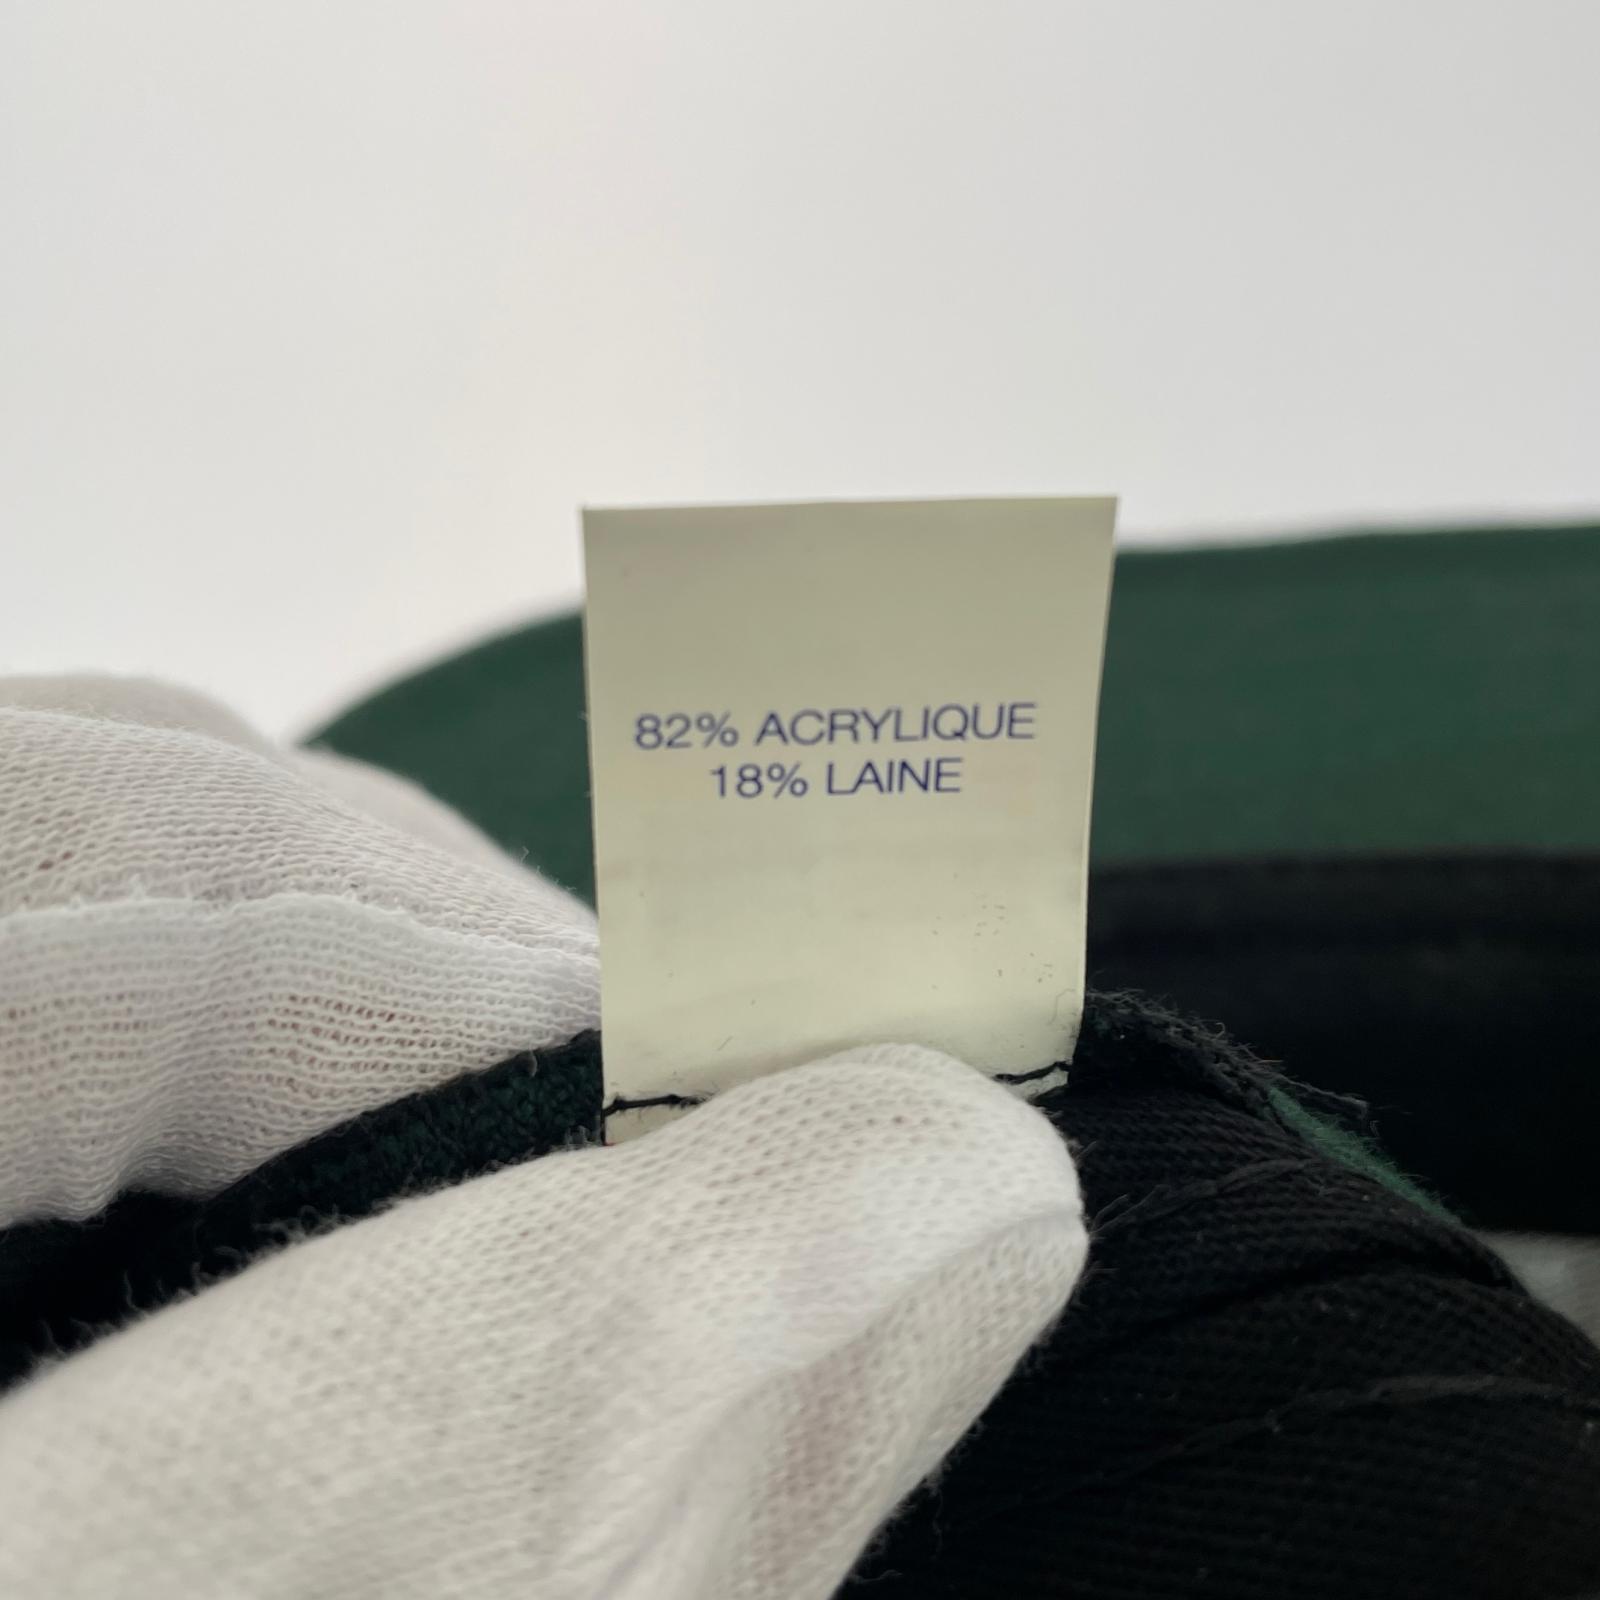 82% ACRYLIQUE
18% LAINE